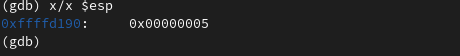 (gdb) x/x $esp
0xffffd190:     0x00000005
(gdb)